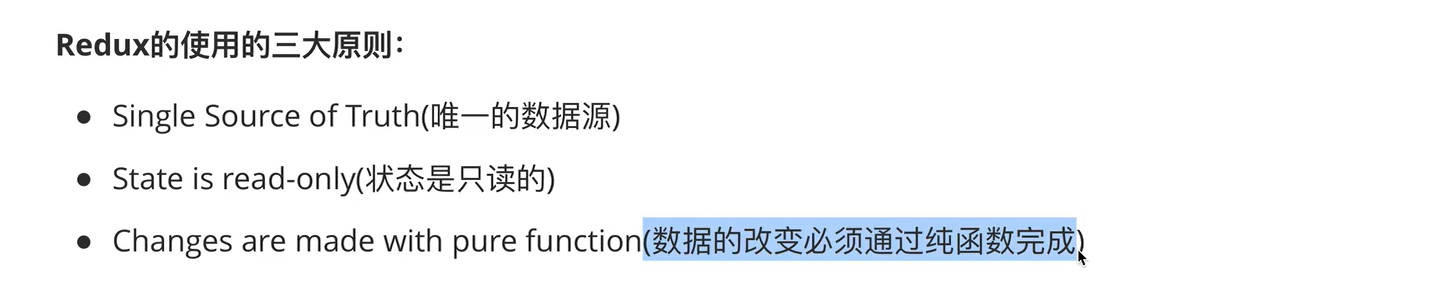 Redux的使用的三大原则：
● Single Source of Truth(唯一的数据源)
● State is read-only(状态是只读的)
● Changes are made with pure function(数据的改变必须通过纯函数完成)